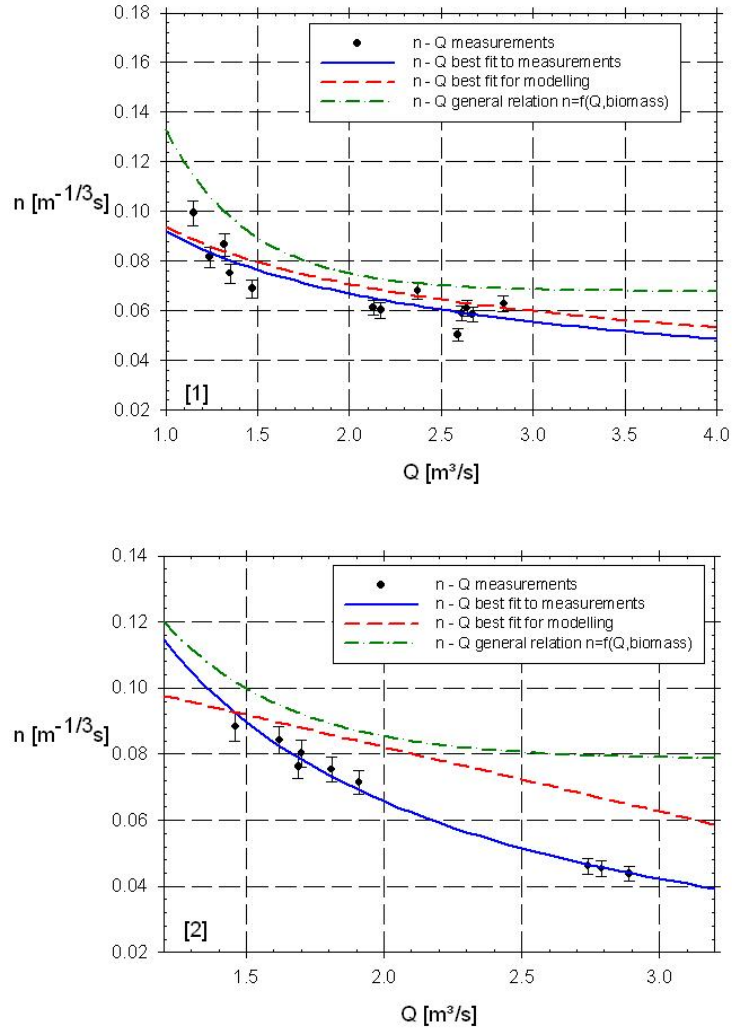 0.18
0.16
0.14
0.12
0.10
0.08
0.06
0.04
0.02
n [m-1/3s]
n - Q measurements
n - Q best fit to measurements
n - Q best fit for modelling
n - Q general relation n=f(Q,biomass)
[1]
1.0 1.5 2.0 2.5 3.0 3.5 4.0
Q [m³/s]
0.14
0.12
0.10
0.08
0.06
0.04
0.02
n [m-1/3s]
n - Q measurements
n - Q best fit to measurements
n - Q best fit for modelling
n - Q general relation n=f(Q,biomass)
[2]
1.5 2.0 2.5 3.0
Q [m³/s]